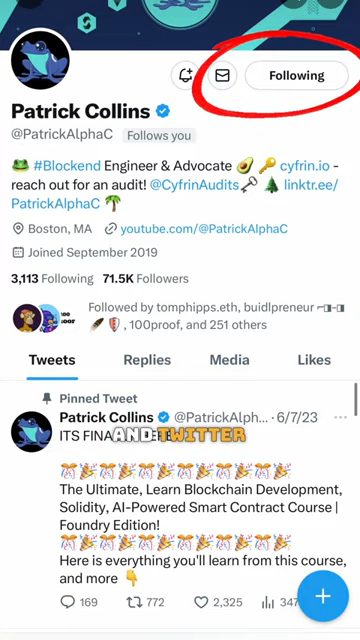 Following
Patrick Collins
@PatrickAlphaC Follows you
🐸 #Blockend Engineer & Advocate 🥑 🔑 cyfrin.io -
reach out for an audit! @CyfrinAudits🗝️ 🌲 linktr.ee/
PatrickAlphaC 🌴
Boston, MA youtube.com/@PatrickAlphaC
Joined September 2019
3,113 Following 71.5K Followers
Followed by tomphipps.eth, buidlpreneur ⌐◨-◨
🪶 🛡️, 100proof, and 251 others
Tweets Replies Media Likes
Pinned Tweet
Patrick Collins @PatrickAlph... · 6/7/23
ITS FINA
AND TWITTER
🎊🎉🎊🎉🎊🎉🎊🎉🎊🎉🎊🎉
The Ultimate, Learn Blockchain Development,
Solidity, AI-Powered Smart Contract Course |
Foundry Edition!
🎊🎉🎊🎉🎊🎉🎊🎉🎊🎉🎊🎉
Here is everything you'll learn from this course,
and more 👇
169 772 2,325 347